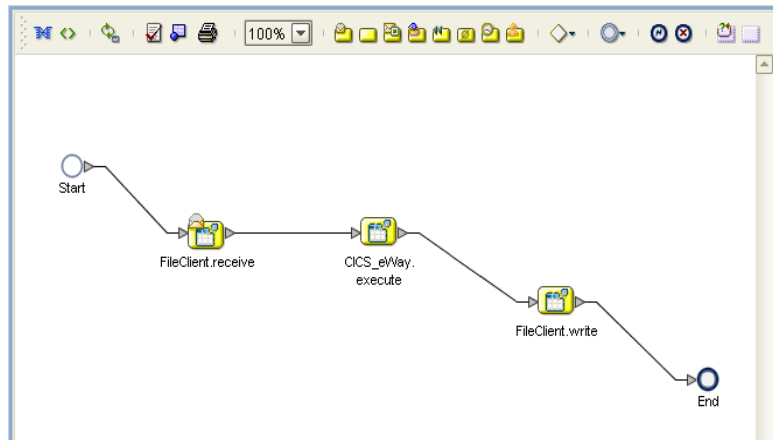 100%
Start
FileClient.receive
CICS_eWay.
execute
FileClient.write
End